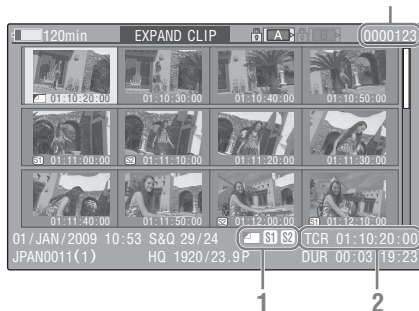 120min EXPAND CLIP A B 0000123
01:10:20:00 01:10:30:00 01:10:40:00 01:10:50:00
S1 01:11:00:00 S2 01:11:10:00 01:11:20:00 01:11:30:00
01:11:40:00 01:11:50:00 S2 01:12:00:00 S1 01:12:10:00
01/JAN/2009 10:53 S&Q 29/24 S1 S2 TCR 01:10:20:00
JPAN0011(1) HQ 1920/23.9P DUR 00:03:19:23
1 2